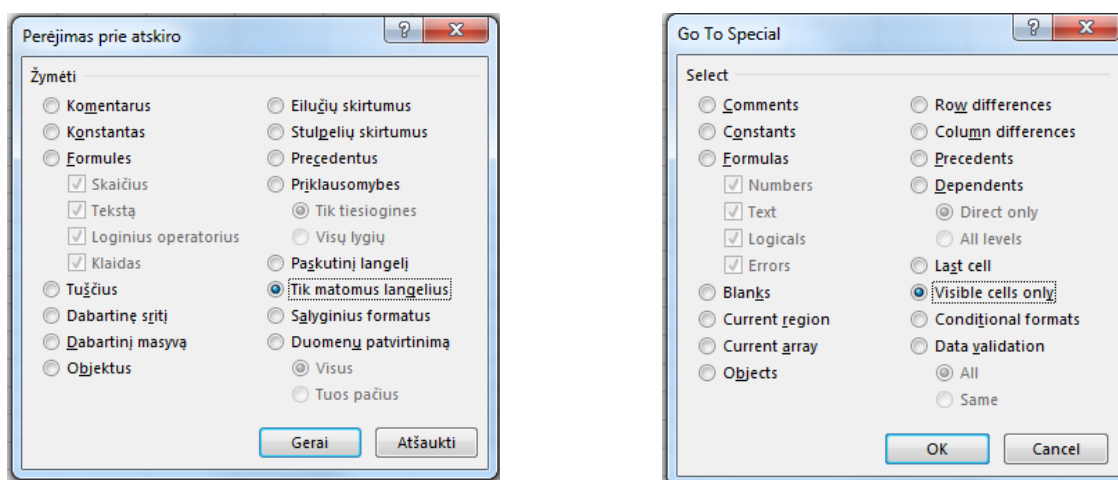 Perėjimas prie atskiro
Žymėti
Komentarus
Konstantas
Formules
Skaičius
Tekstą
Loginius operatorius
Klaidas
Tuščius
Dabartinę sritį
Dabartinį masyvą
Objektus
Eilučių skirtumus
Stulpelių skirtumus
Precedentus
Priklausomybes
Tik tiesiogines
Visų lygių
Paskutinį langelį
Tik matomus langelius
Sąlyginius formatus
Duomenų patvirtinimą
Visus
Tuos pačius
Gerai
Atšaukti
Go To Special
Select
Comments
Constants
Formulas
Numbers
Text
Logicals
Errors
Blanks
Current region
Current array
Objects
Row differences
Column differences
Precedents
Dependents
Direct only
All levels
Last cell
Visible cells only
Conditional formats
Data validation
All
Same
OK
Cancel